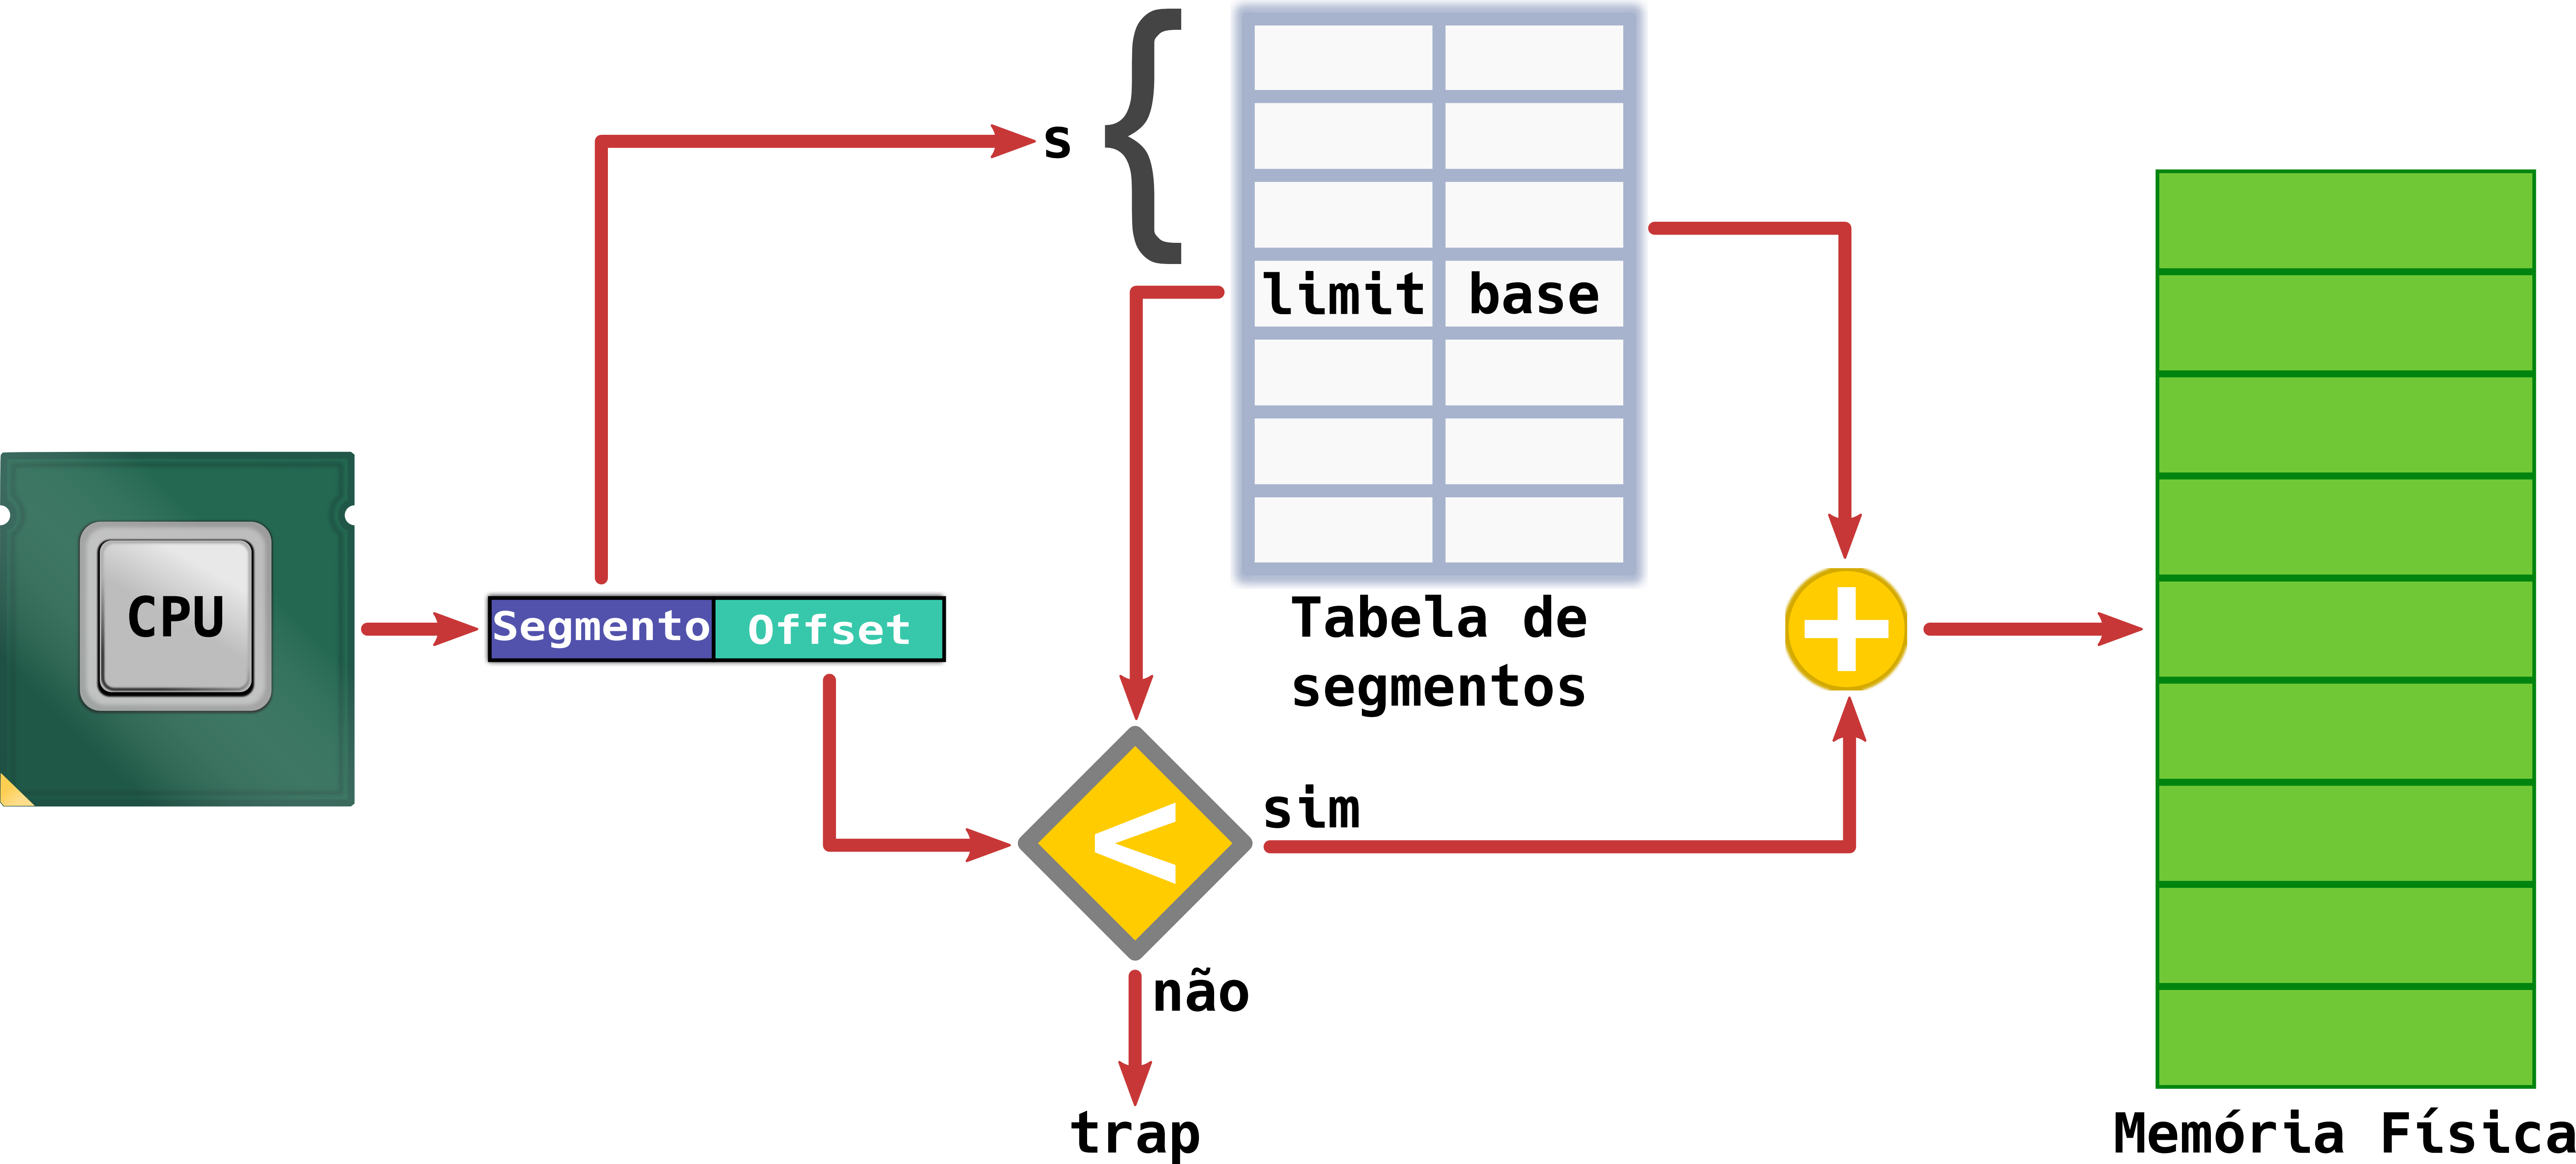 s
limit base
CPU
Segmento Offset
Tabela de
segmentos
<
sim
não
trap
Memória Física